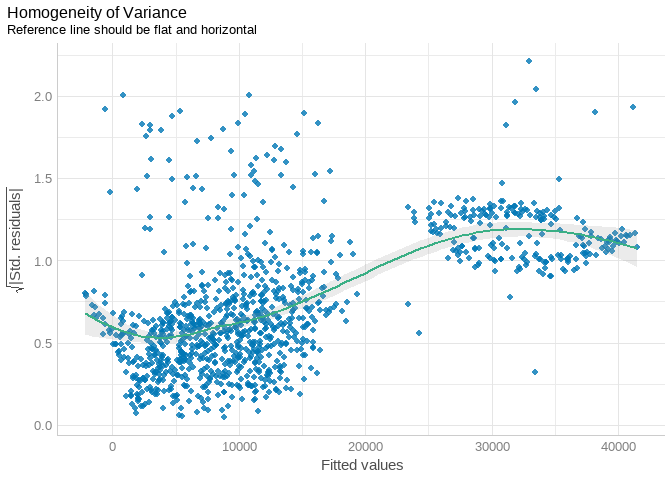 Homogeneity of Variance
Reference line should be flat and horizontal
√|Std. residuals|
2.0
1.5
1.0
0.5
0.0
0
10000
20000
30000
40000
Fitted values